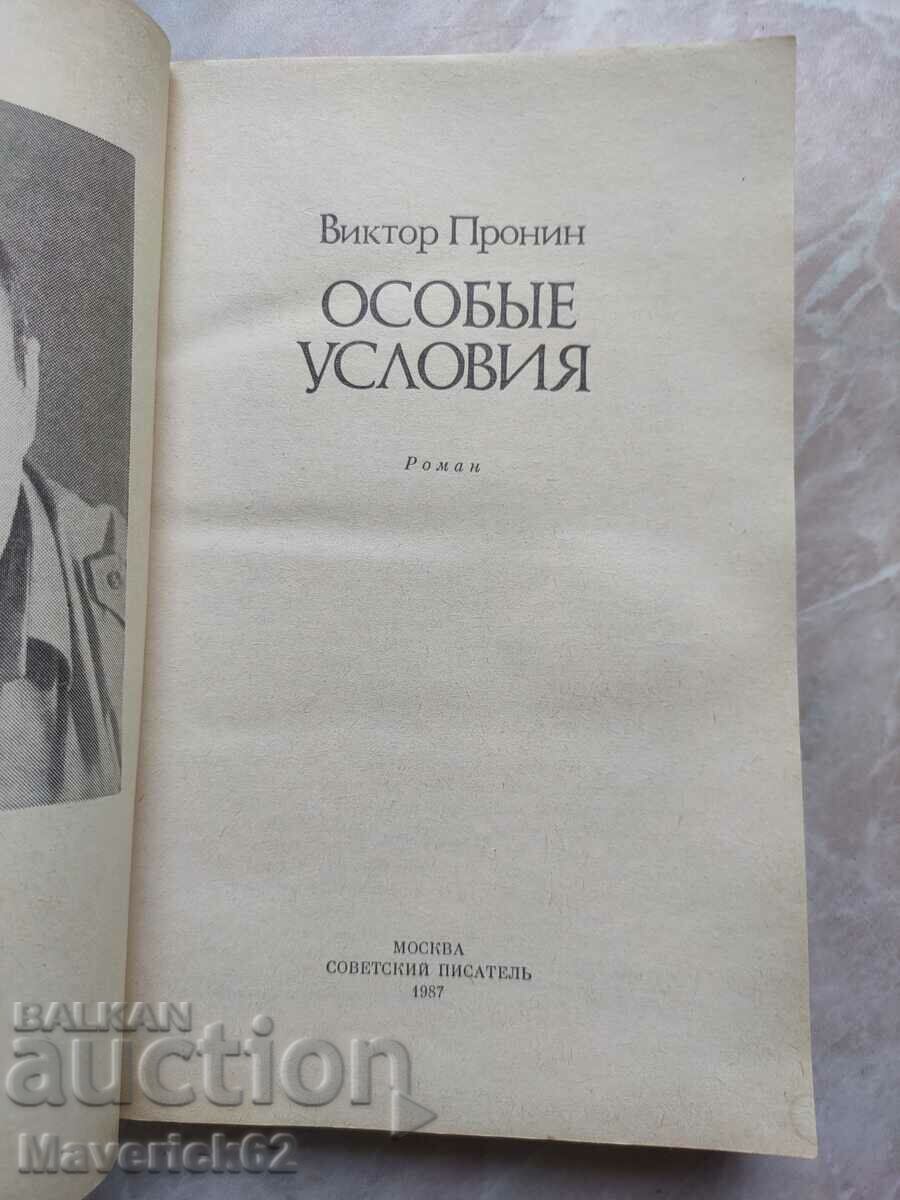 Виктор Пронин
ОСОБЫЕ
УСЛОВИЯ
Роман
МОСКВА
СОВЕТСКИЙ ПИСАТЕЛЬ
1987
BALKAN
auction
Maverick62